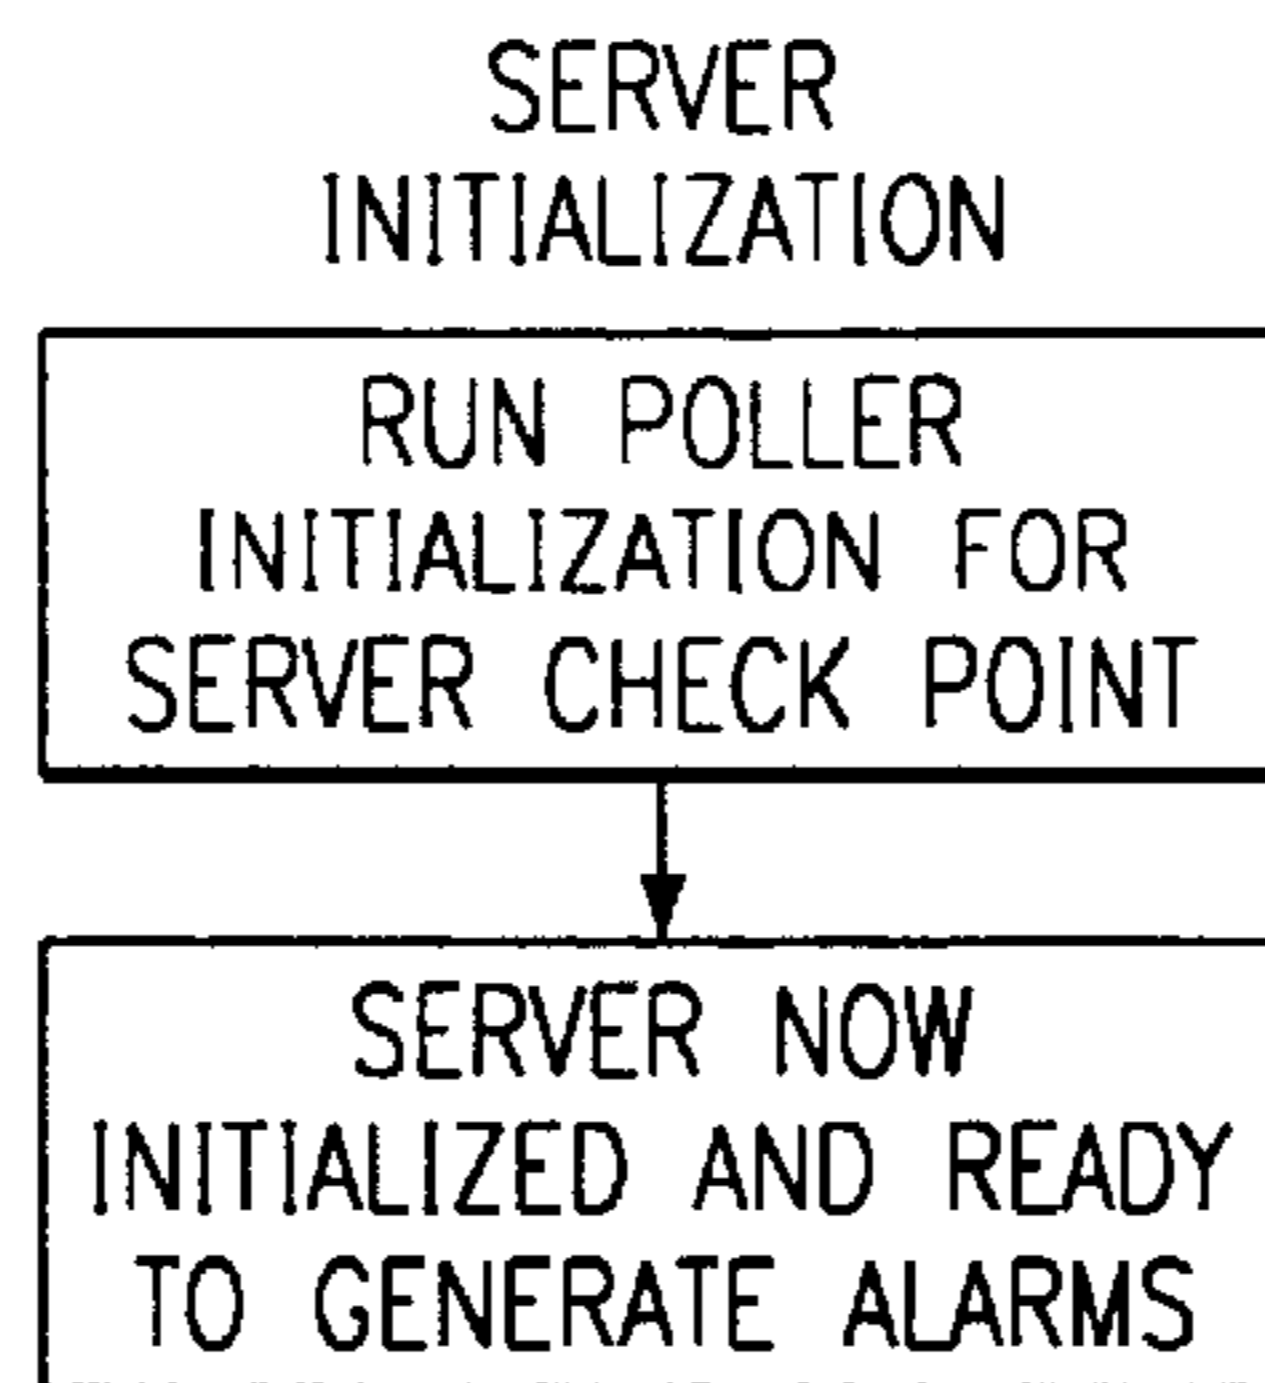 SERVER
INITIALIZATION
RUN POLLER
INITIALIZATION FOR
SERVER CHECK POINT
SERVER NOW
INITIALIZED AND READY
TO GENERATE ALARMS